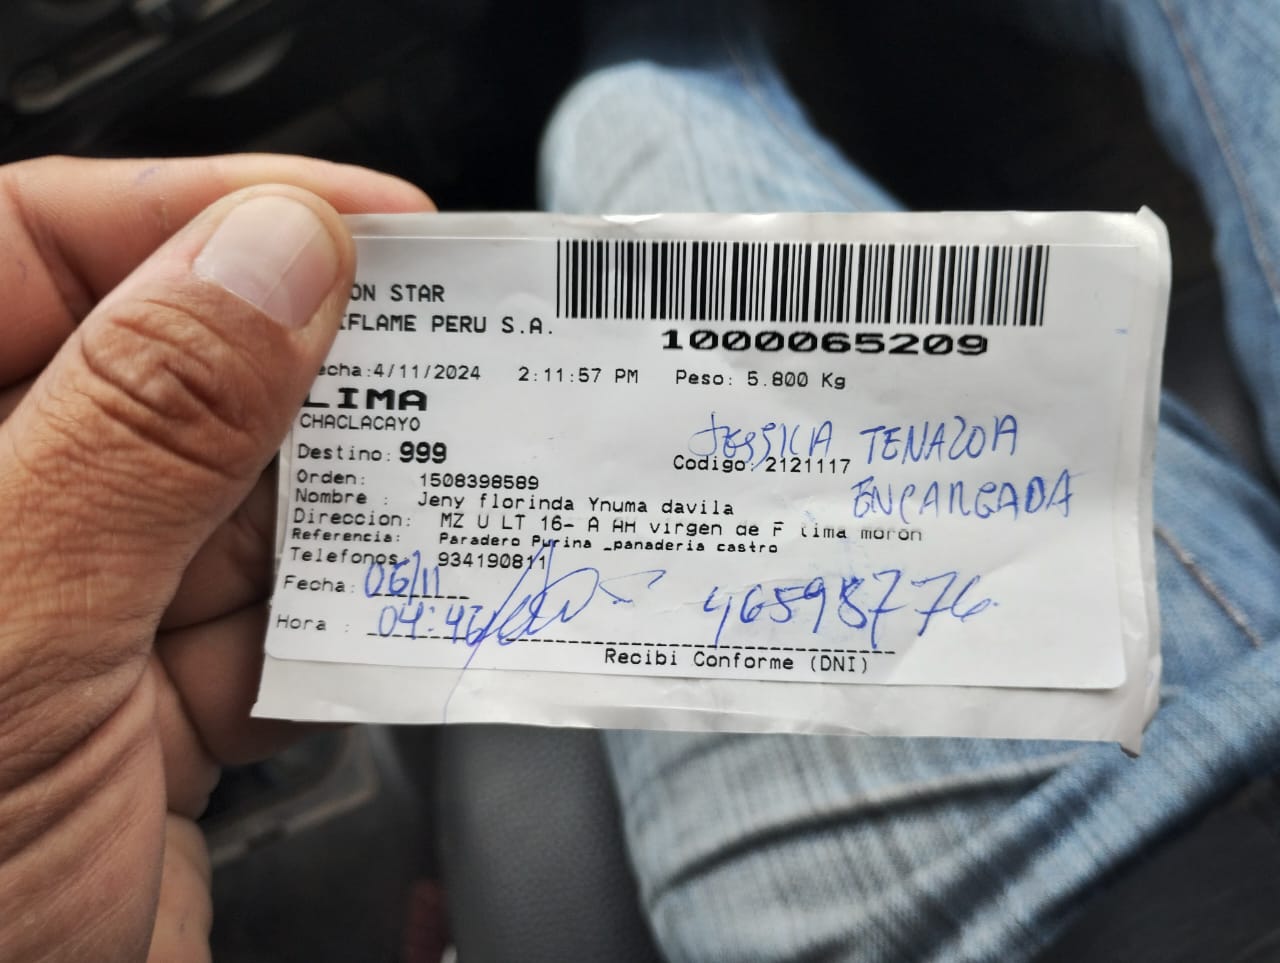 ON STAR
IFLAME PERU S.A.
1000065209
echa:4/11/2024 2:11:57 PM Peso: 5.800 Kg
LIMA
CHACLACAYO
JESSICA TENAZOA
Destino: 999
Codigo: 2121117
ENCARGADA
Orden: 1508398589
Nombre : Jeny florinda Ynuma davila
Direccion: MZ U LT 16- A AH virgen de F lima moron
Referencia: Paradero Purina _panaderia castro
Telefonos: 934190811
Fecha: 06/11
46598776
Hora : 04:46
Recibi Conforme (DNI)